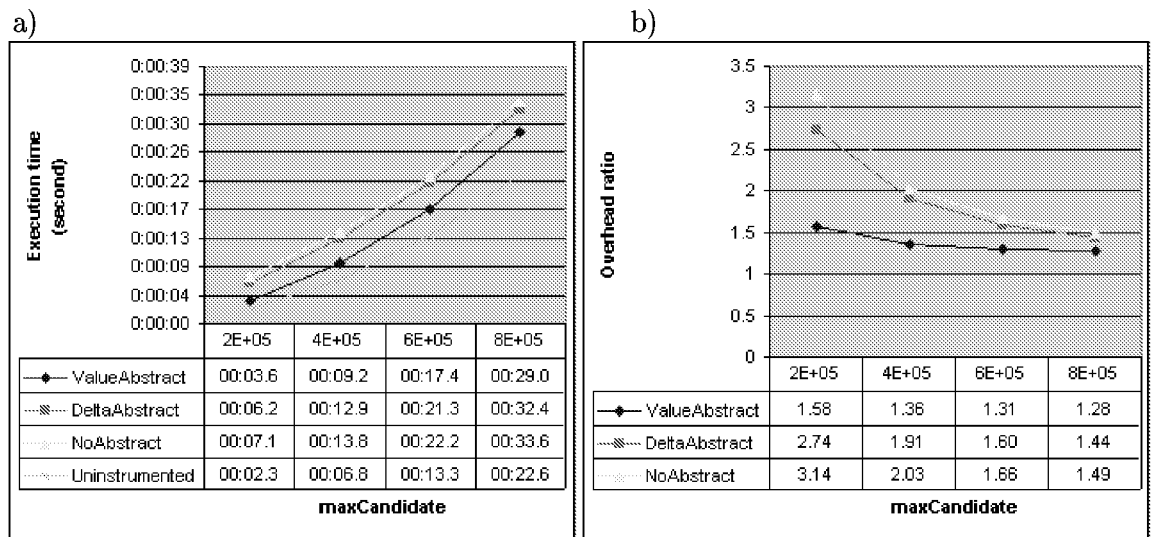 a)
Execution time
(second)
0:00:39
0:00:35
0:00:30
0:00:26
0:00:22
0:00:17
0:00:13
0:00:09
0:00:04
0:00:00
2E+05 4E+05 6E+05 8E+05
ValueAbstract 00:03.6 00:09.2 00:17.4 00:29.0
DeltaAbstract 00:06.2 00:12.9 00:21.3 00:32.4
NoAbstract 00:07.1 00:13.8 00:22.2 00:33.6
Uninstrumented 00:02.3 00:06.8 00:13.3 00:22.6
maxCandidate
b)
Overhead ratio
3.5
3
2.5
2
1.5
1
0.5
0
2E+05 4E+05 6E+05 8E+05
ValueAbstract 1.58 1.36 1.31 1.28
DeltaAbstract 2.74 1.91 1.60 1.44
NoAbstract 3.14 2.03 1.66 1.49
maxCandidate